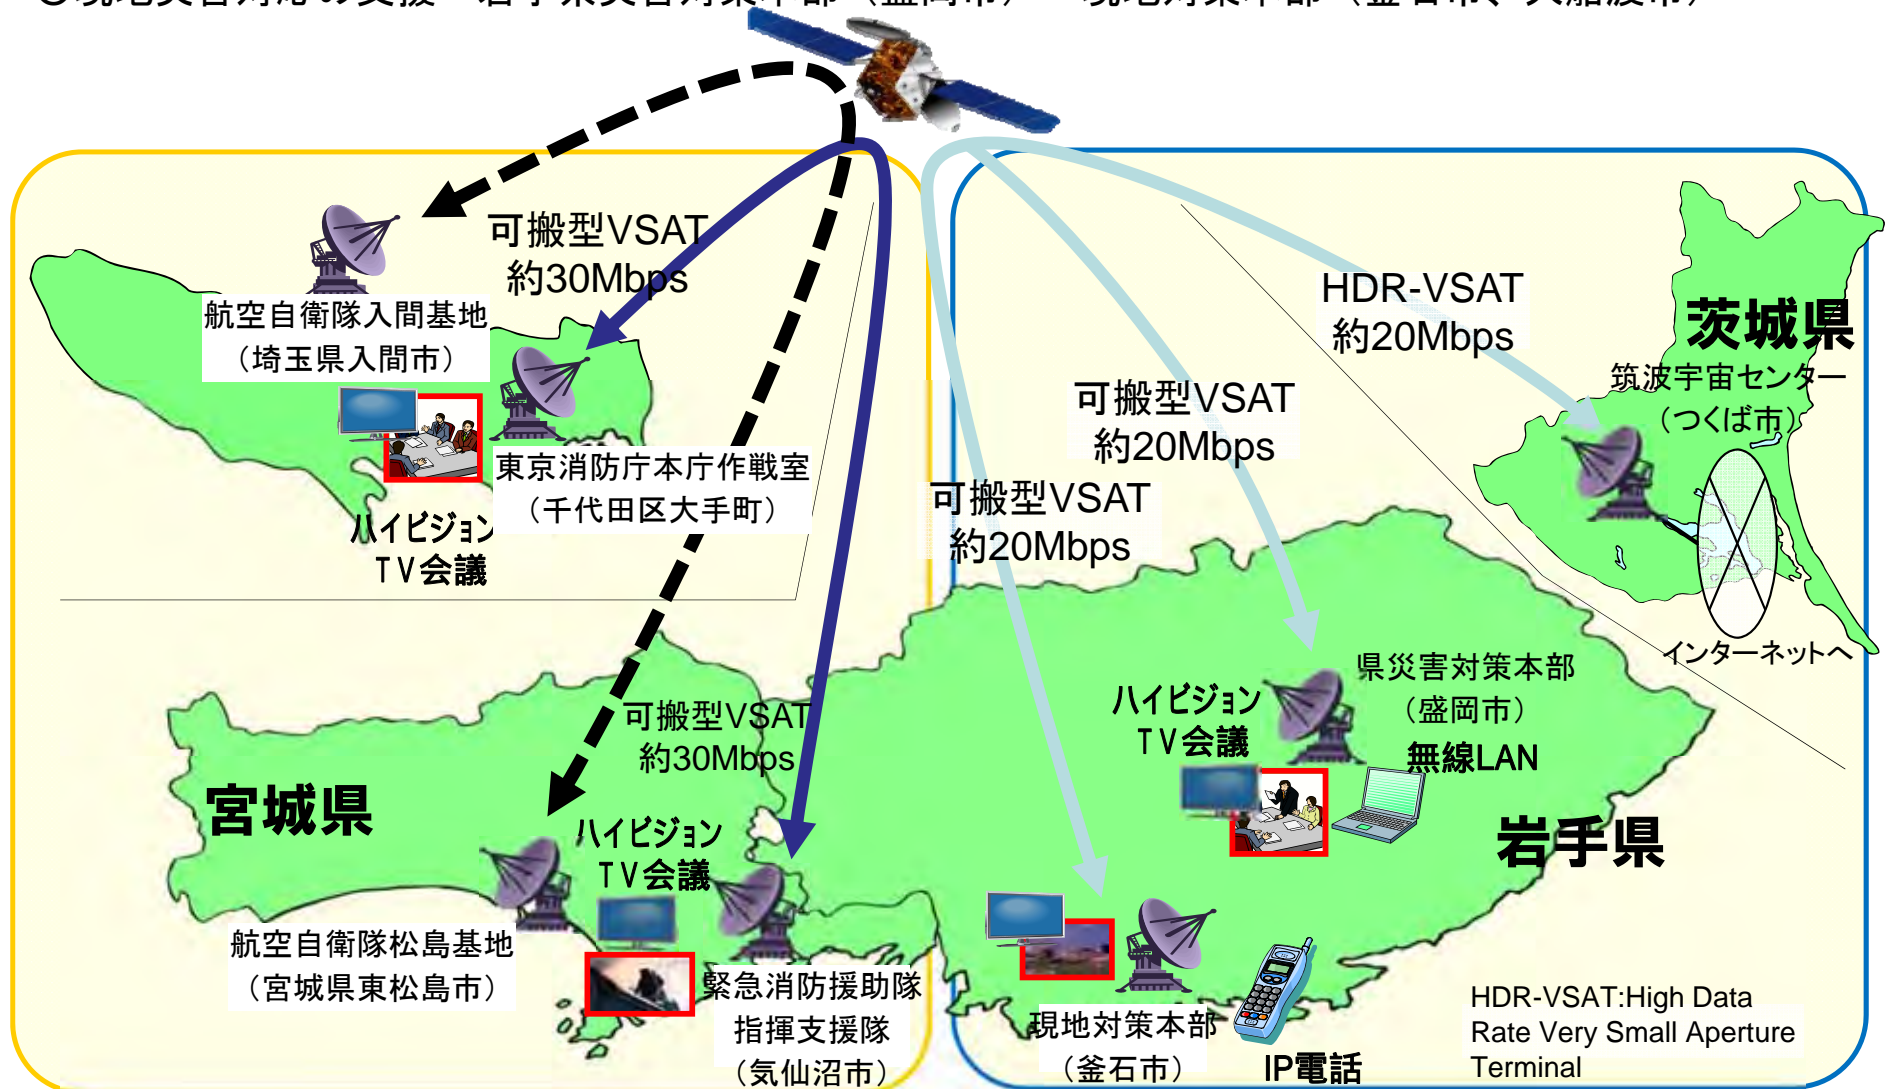 可搬型VSAT
約30Mbps
航空自衛隊入間基地
（埼玉県入間市）
東京消防庁本庁作戦室
（千代田区大手町）
ハイビジョン
TV会議
HDR-VSAT
約20Mbps
茨城県
筑波宇宙センター
（つくば市）
インターネットへ
可搬型VSAT
約20Mbps
可搬型VSAT
約20Mbps
可搬型VSAT
約30Mbps
宮城県
ハイビジョン
TV会議
航空自衛隊松島基地
（宮城県東松島市）
緊急消防援助隊
指揮支援隊
（気仙沼市）
県災害対策本部
（盛岡市）
ハイビジョン
TV会議
無線LAN
岩手県
現地対策本部
（釜石市）
IP電話
HDR-VSAT:High Data
Rate Very Small Aperture
Terminal